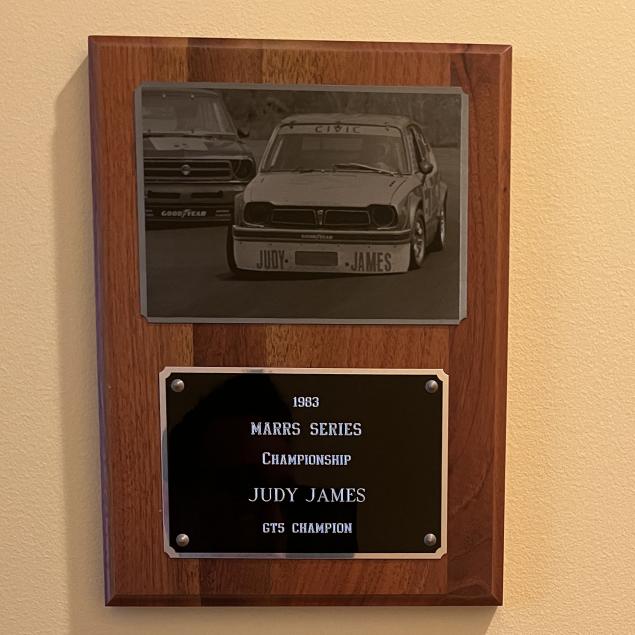 CIVIC
GOODYEAR
GOODYEAR
JUDY · · JAMES
1983
MARRS SERIES
CHAMPIONSHIP
JUDY JAMES
GT5 CHAMPION